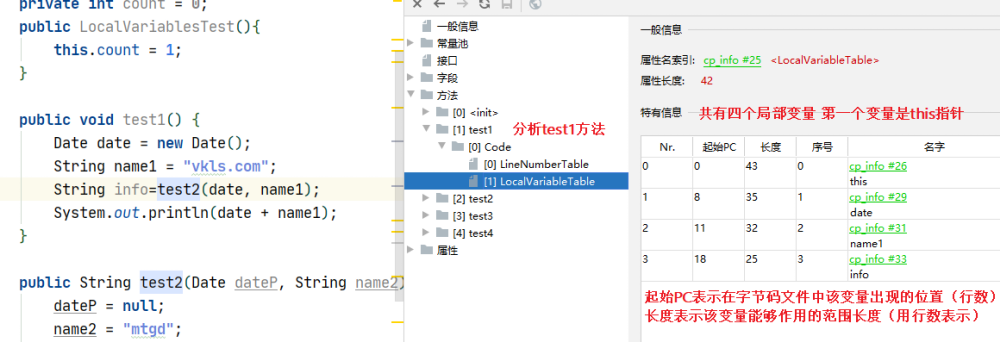 private int count = 0;
public LocalVariablesTest(){
this.count = 1;
}
public void test1() {
Date date = new Date();
String name1 = "vkls.com";
String info=test2(date, name1);
System.out.println(date + name1);
}
public String test2(Date dateP, String name2)
dateP = null;
name2 = "mtgd";
一般信息
常量池
接口
字段
方法
[0] <init>
[1] test1
分析test1方法
[0] Code
[0] LineNumberTable
[1] LocalVariableTable
[2] test2
[3] test3
[4] test4
属性
一般信息
属性名索引: cp_info #25 <LocalVariableTable>
属性长度: 42
特有信息 共有四个局部变量 第一个变量是this指针
Nr. 起始PC 长度 序号 名字
0 0 43 0 cp_info #26
this
1 8 35 1 cp_info #29
date
2 11 32 2 cp_info #31
name1
3 18 25 3 cp_info #33
info
起始PC表示在字节码文件中该变量出现的位置（行数）
长度表示该变量能够作用的范围长度（用行数表示）